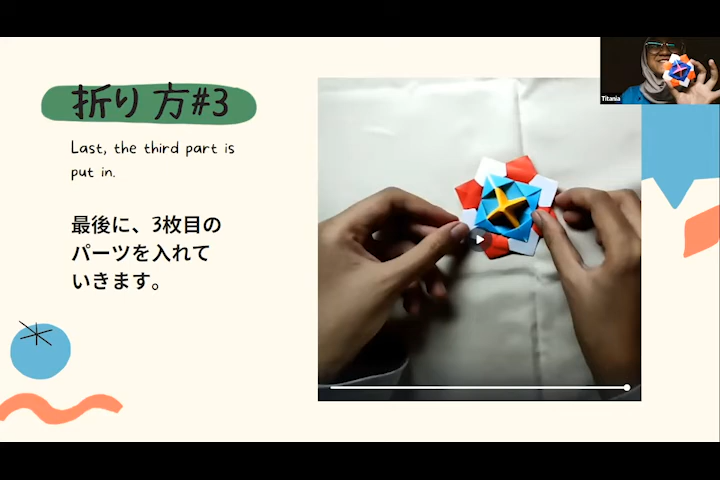 折り方#3
Last, the third part is
put in.
最後に、3枚目の
パーツを入れて
いきます。
Titania